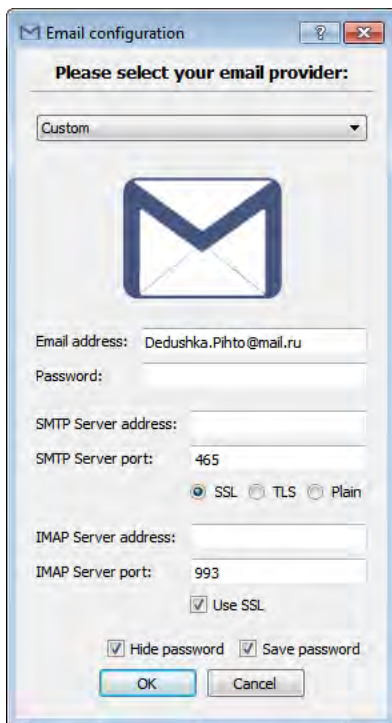 Email configuration
Please select your email provider:
Custom
Email address: Dedushka.Pihto@mail.ru
Password:
SMTP Server address:
SMTP Server port: 465
SSL TLS Plain
IMAP Server address:
IMAP Server port: 993
Use SSL
Hide password Save password
OK Cancel